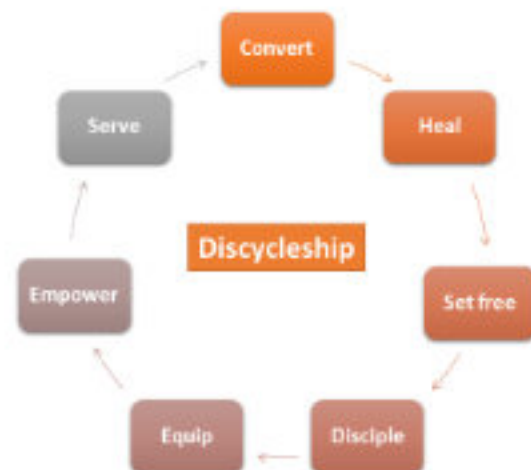 Convert
Heal
Set free
Disciple
Equip
Empower
Serve
Discycleship